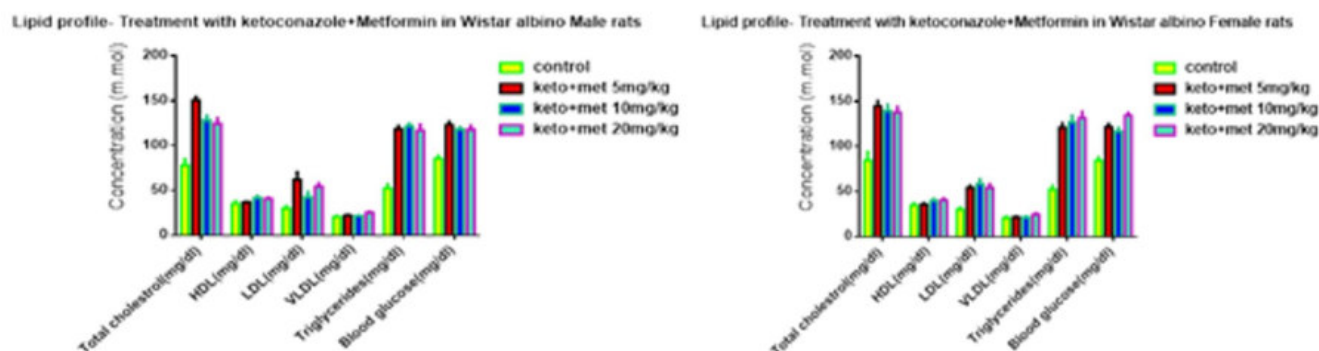 Lipid profile- Treatment with ketoconazole+Metformin in Wistar albino Male rats
200
150
100
50
0
Concentration (m.mol)
Total cholestrol(mg/dl)
HDL(mg/dl)
LDL(mg/dl)
VLDL(mg/dl)
Triglycerides(mg/dl)
Blood glucose(mg/dl)
control
keto+met 5mg/kg
keto+met 10mg/kg
keto+met 20mg/kg
Lipid profile- Treatment with ketoconazole+Metformin in Wistar albino Female rats
200
150
100
50
0
Concentration (m.mol)
Total cholestrol(mg/dl)
HDL(mg/dl)
LDL(mg/dl)
VLDL(mg/dl)
Triglycerides(mg/dl)
Blood glucose(mg/dl)
control
keto+met 5mg/kg
keto+met 10mg/kg
keto+met 20mg/kg